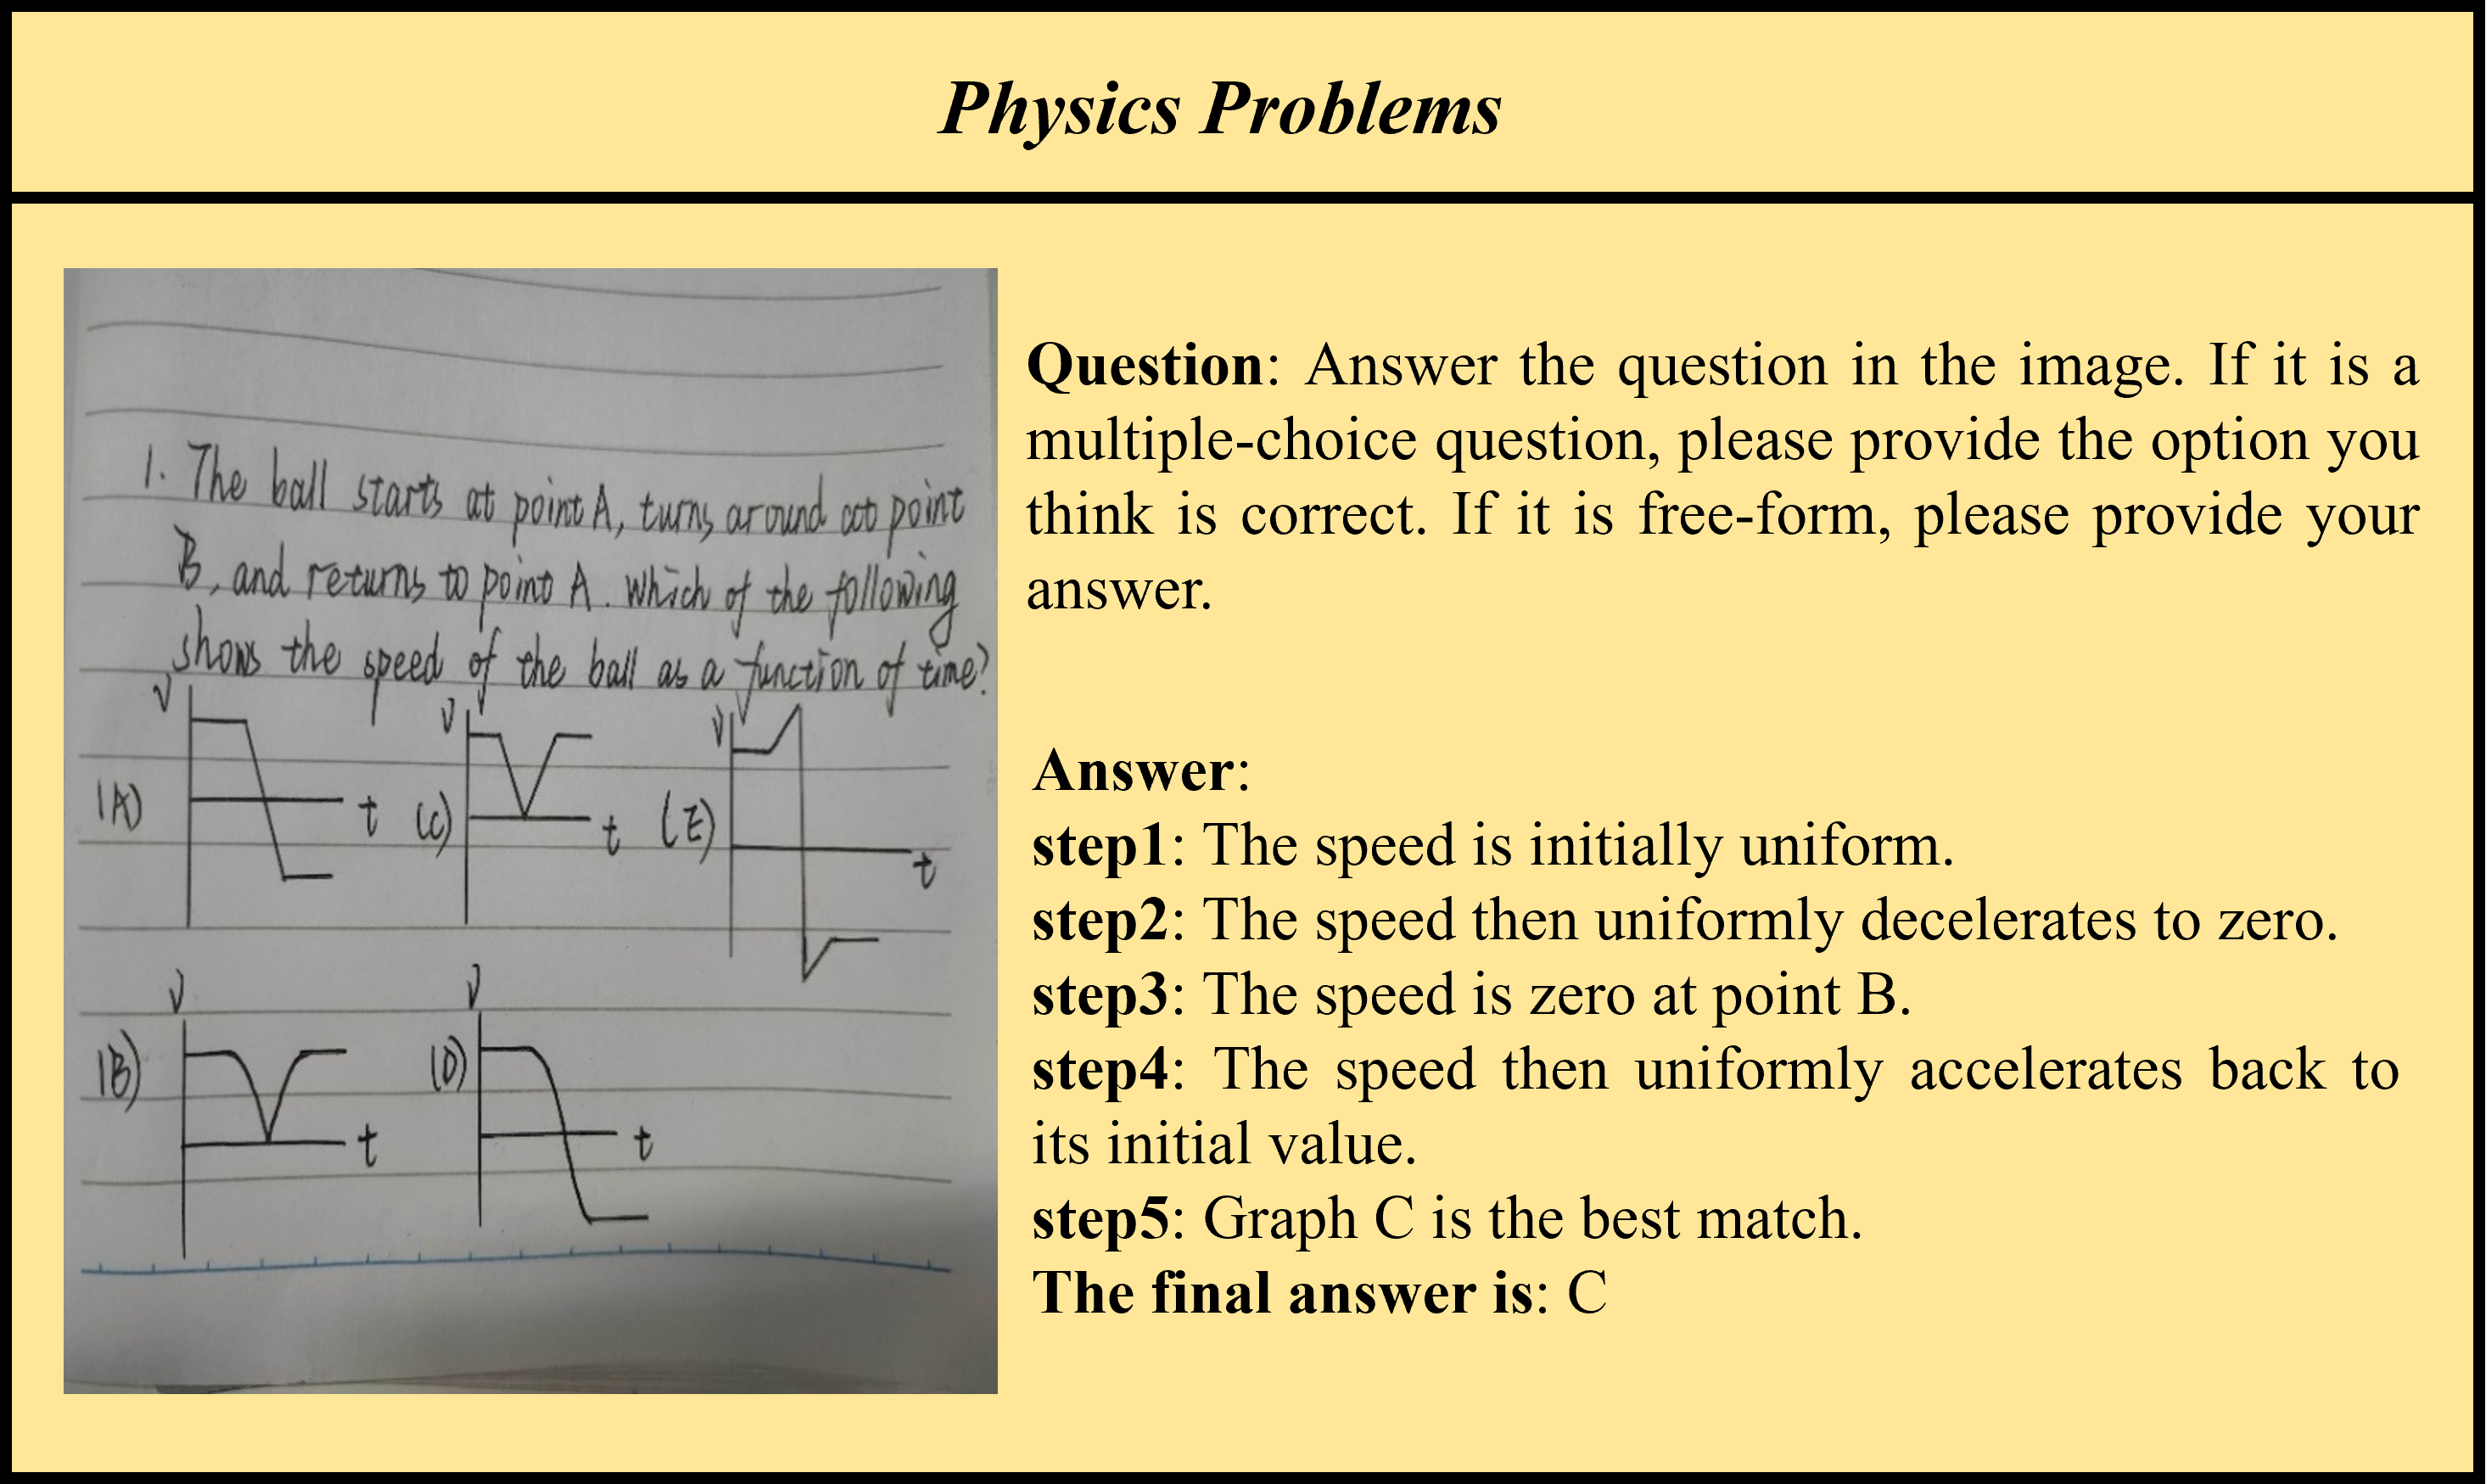 Physics Problems
1. The ball starts at point A, turns around at point
B, and returns to point A. Which of the following
shows the speed of the ball as a function of time?
V
V
V
(A)
t
(C)
t
(E)
t
V
V
(B)
t
(D)
t
Question: Answer the question in the image. If it is a
multiple-choice question, please provide the option you
think is correct. If it is free-form, please provide your
answer.
Answer:
step1: The speed is initially uniform.
step2: The speed then uniformly decelerates to zero.
step3: The speed is zero at point B.
step4: The speed then uniformly accelerates back to
its initial value.
step5: Graph C is the best match.
The final answer is: C